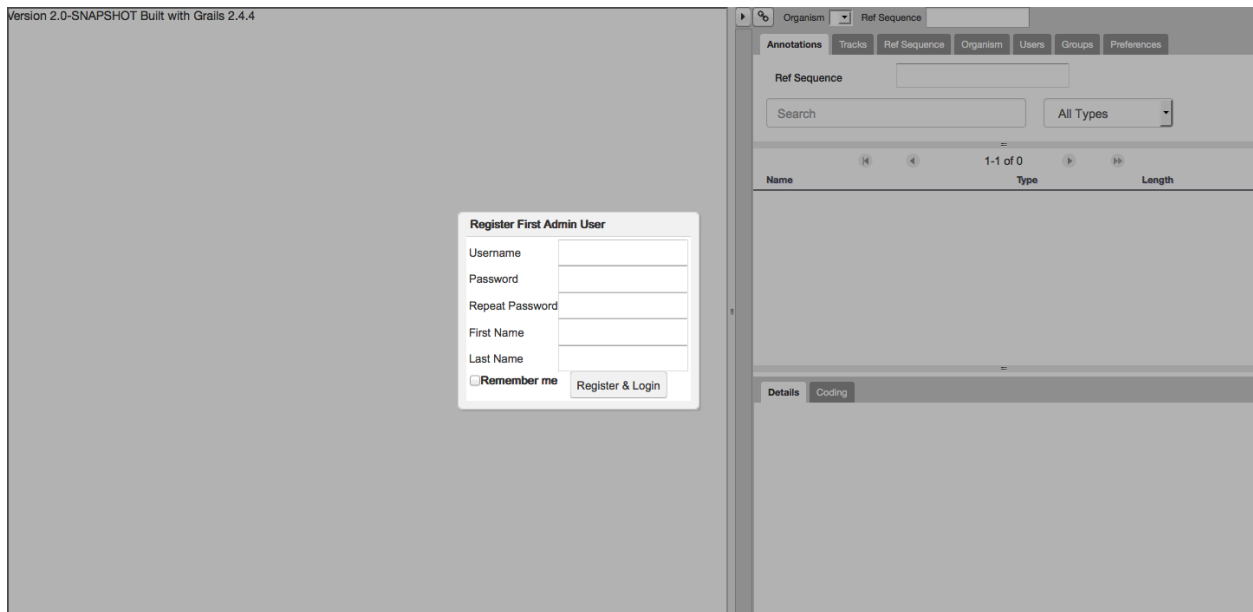 Version 2.0-SNAPSHOT Built with Grails 2.4.4
Organism Ref Sequence
Annotations Tracks Ref Sequence Organism Users Groups Preferences
Ref Sequence
Search All Types
1-1 of 0
Name Type Length
Register First Admin User
Username
Password
Repeat Password
First Name
Last Name
Remember me Register & Login
Details Coding